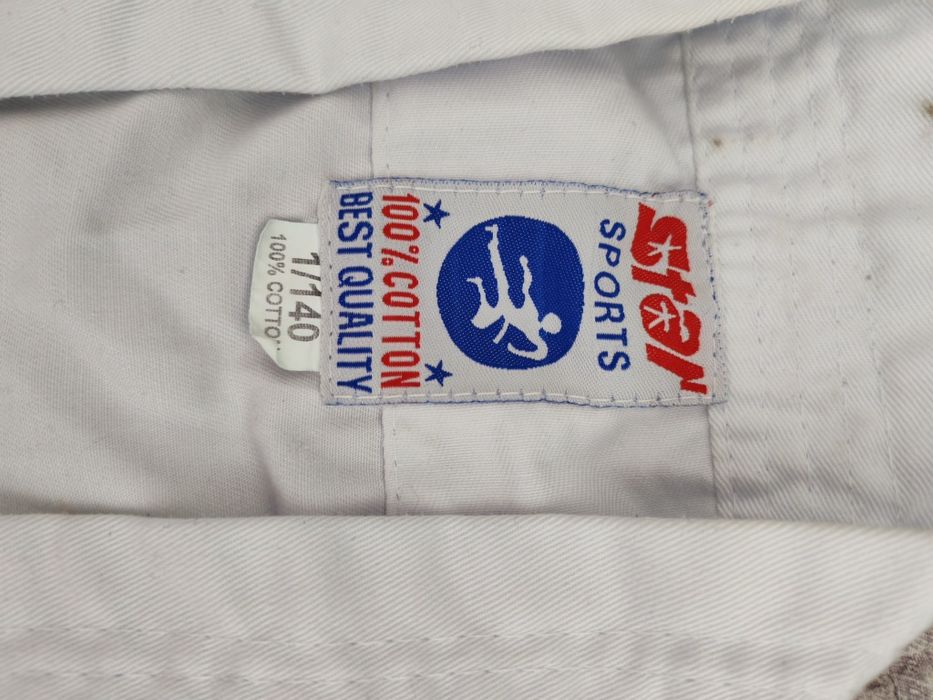 Star
SPORTS
100% COTTON
BEST QUALITY
1/140
100% COTTO